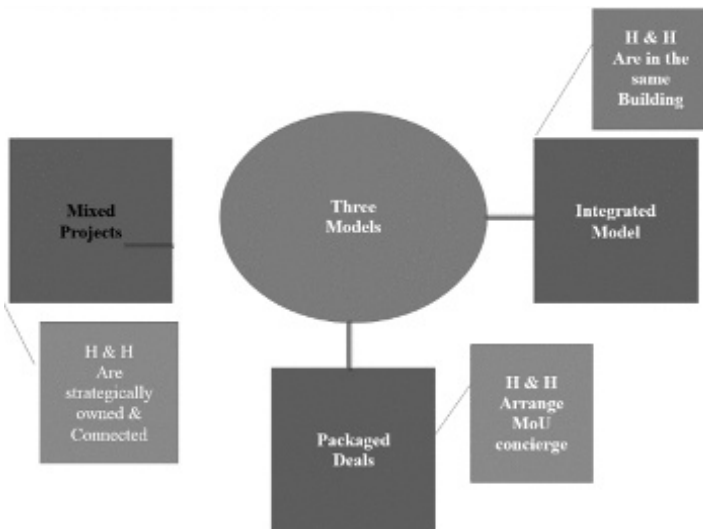 H & H
Are in the
same
Building
Mixed
Projects
Three
Models
Integrated
Model
H & H
Are
strategically
owned &
Connected
Packaged
Deals
H & H
Arrange
MoU
concierge